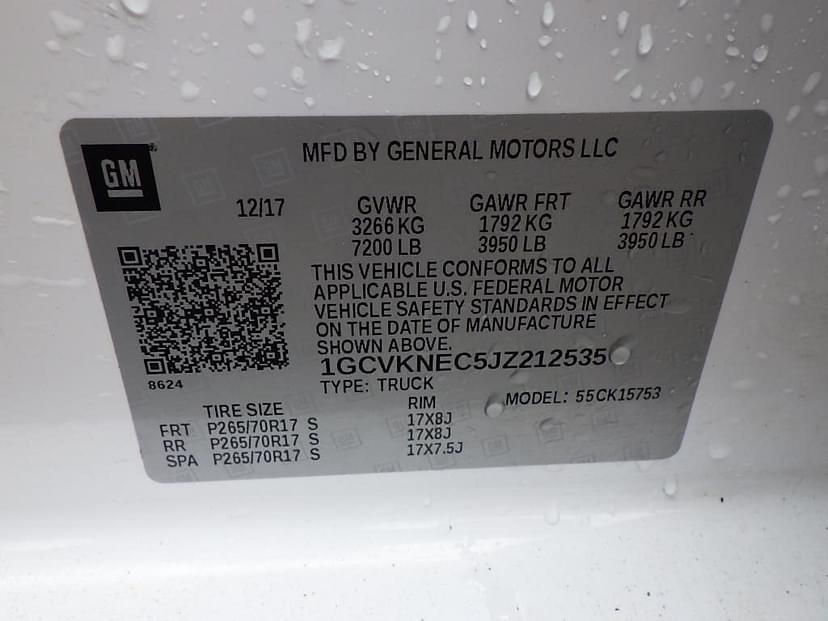 GM
MFD BY GENERAL MOTORS LLC
12/17 GVWR GAWR FRT GAWR RR
3266 KG 1792 KG 1792 KG
7200 LB 3950 LB 3950 LB
THIS VEHICLE CONFORMS TO ALL
APPLICABLE U.S. FEDERAL MOTOR
VEHICLE SAFETY STANDARDS IN EFFECT
ON THE DATE OF MANUFACTURE
SHOWN ABOVE.
1GCVKNEC5JZ212535
8624
TYPE: TRUCK
MODEL: 55CK15753
TIRE SIZE RIM
FRT P265/70R17 S 17X8J
RR P265/70R17 S 17X8J
SPA P265/70R17 S 17X7.5J